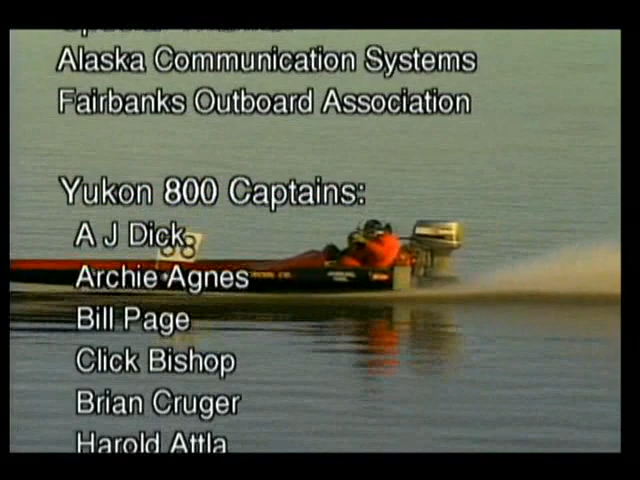 Alaska Communication Systems
Fairbanks Outboard Association
Yukon 800 Captains:
A J Dick
Archie Agnes
Bill Page
Click Bishop
Brian Cruger
Harold Attla